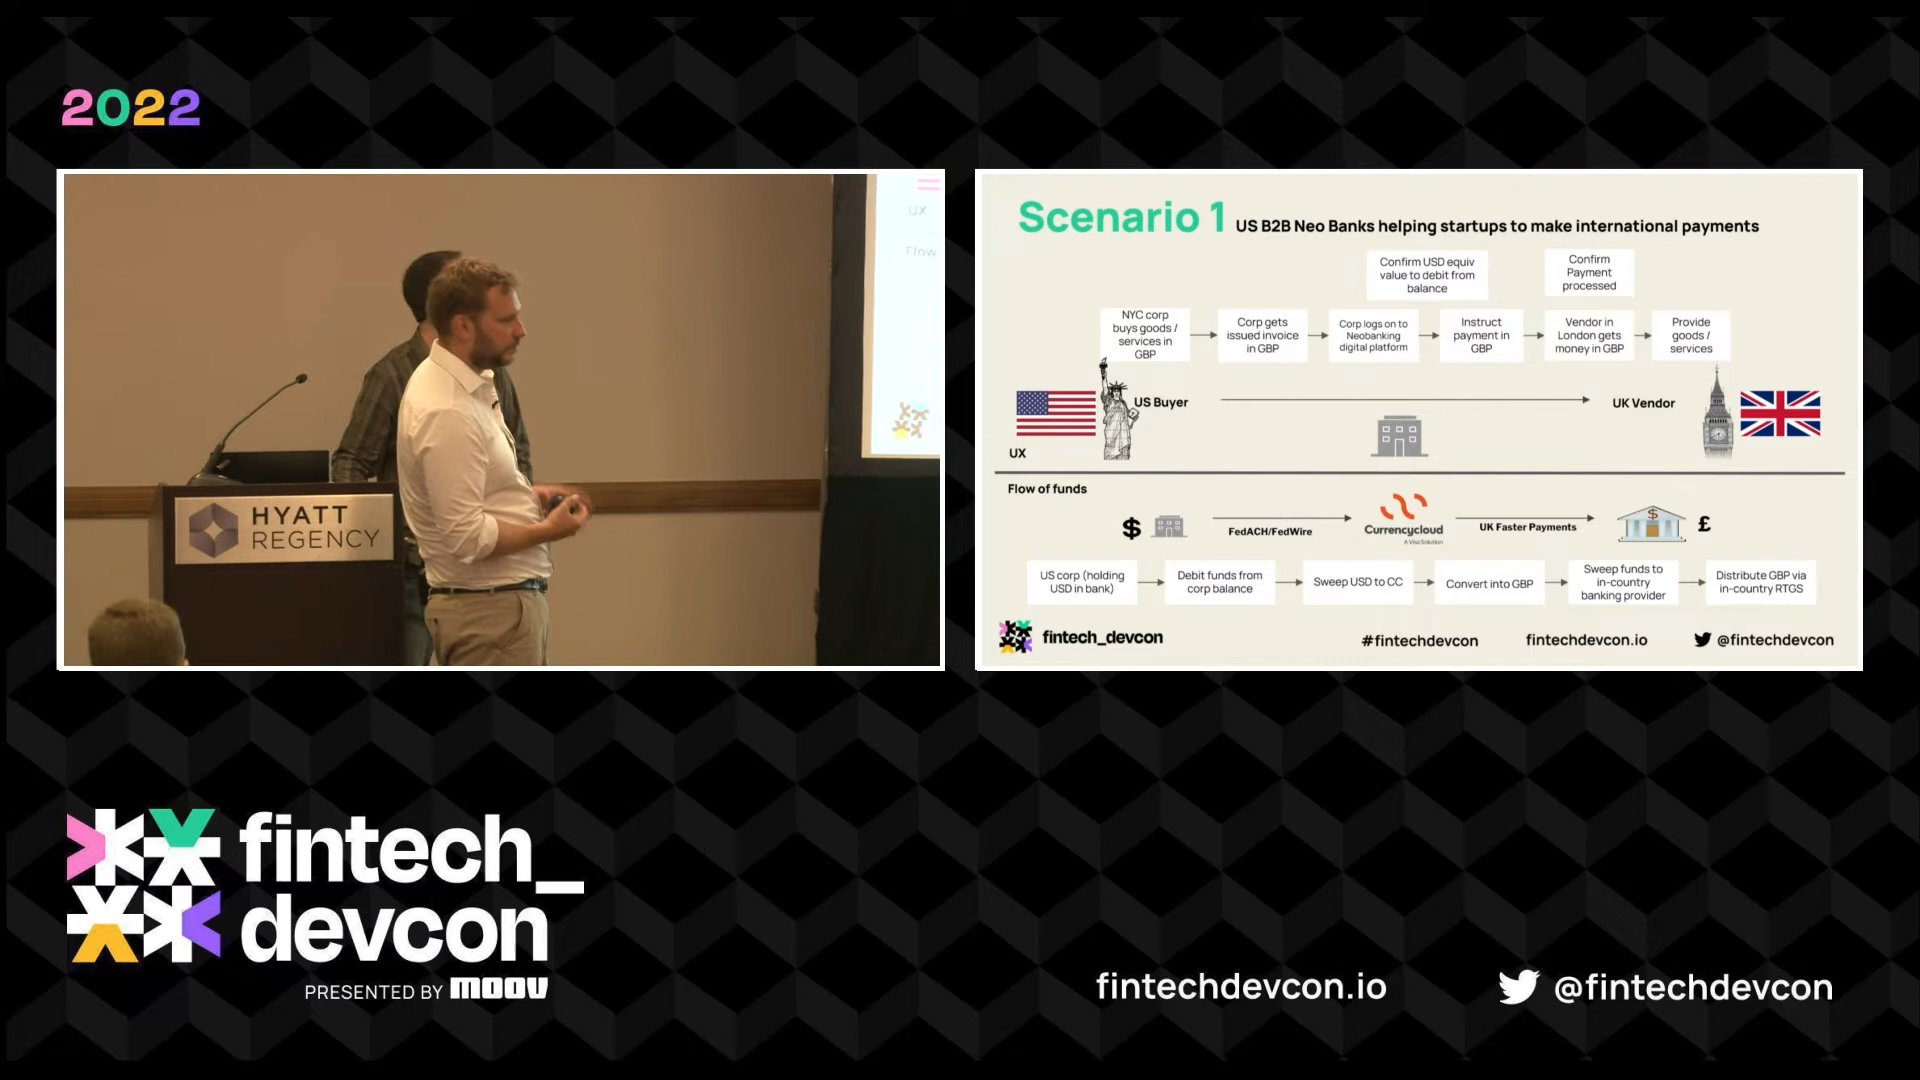 2022
UX
Flow
HYATT
REGENCY
Scenario 1 US B2B Neo Banks helping startups to make international payments
Confirm USD equiv
value to debit from
balance
Confirm
Payment
processed
NYC corp
buys goods /
services in
GBP
Corp gets
issued invoice
in GBP
Corp logs on to
Neobanking
digital platform
Instruct
payment in
GBP
Vendor in
London gets
money in GBP
Provide
goods /
services
US Buyer
UK Vendor
UX
Flow of funds
$
FedACH/FedWire
Currencycloud
A Visa Solution
UK Faster Payments
$
£
US corp (holding
USD in bank)
Debit funds from
corp balance
Sweep USD to CC
Convert into GBP
Sweep funds to
in-country
banking provider
Distribute GBP via
in-country RTGS
fintech_devcon
#fintechdevcon
fintechdevcon.io
@fintechdevcon
fintech_
devcon
PRESENTED BY moov
fintechdevcon.io
@fintechdevcon